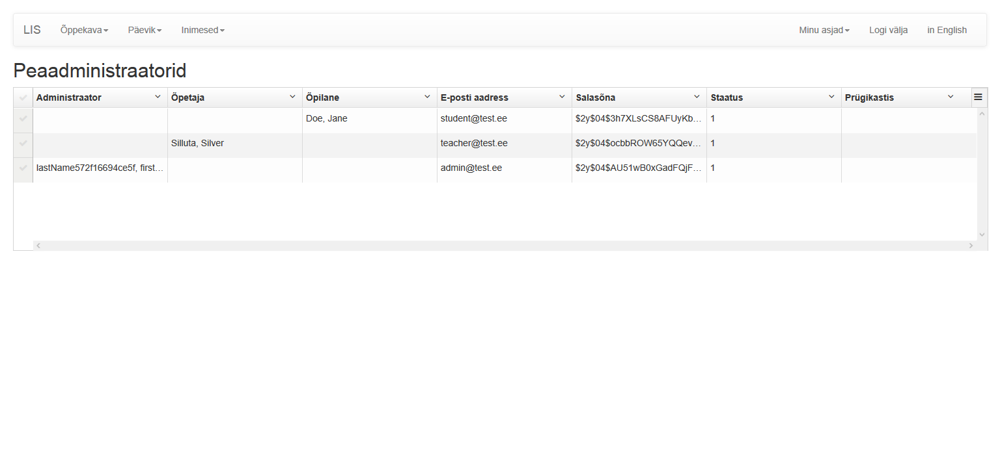 LIS Õppekava Päevik Inimesed Minu asjad Logi välja in English
Peaadministraatorid
Administraator Õpetaja Õpilane E-posti aadress Salasõna Staatus Prügikastis
Doe, Jane student@test.ee $2y$04$3h7XLsCS8AFUyKb... 1
Silluta, Silver teacher@test.ee $2y$04$ocbbROW65YQQev... 1
lastName572f16694ce5f, first... admin@test.ee $2y$04$AU51wB0xGadFQjF... 1